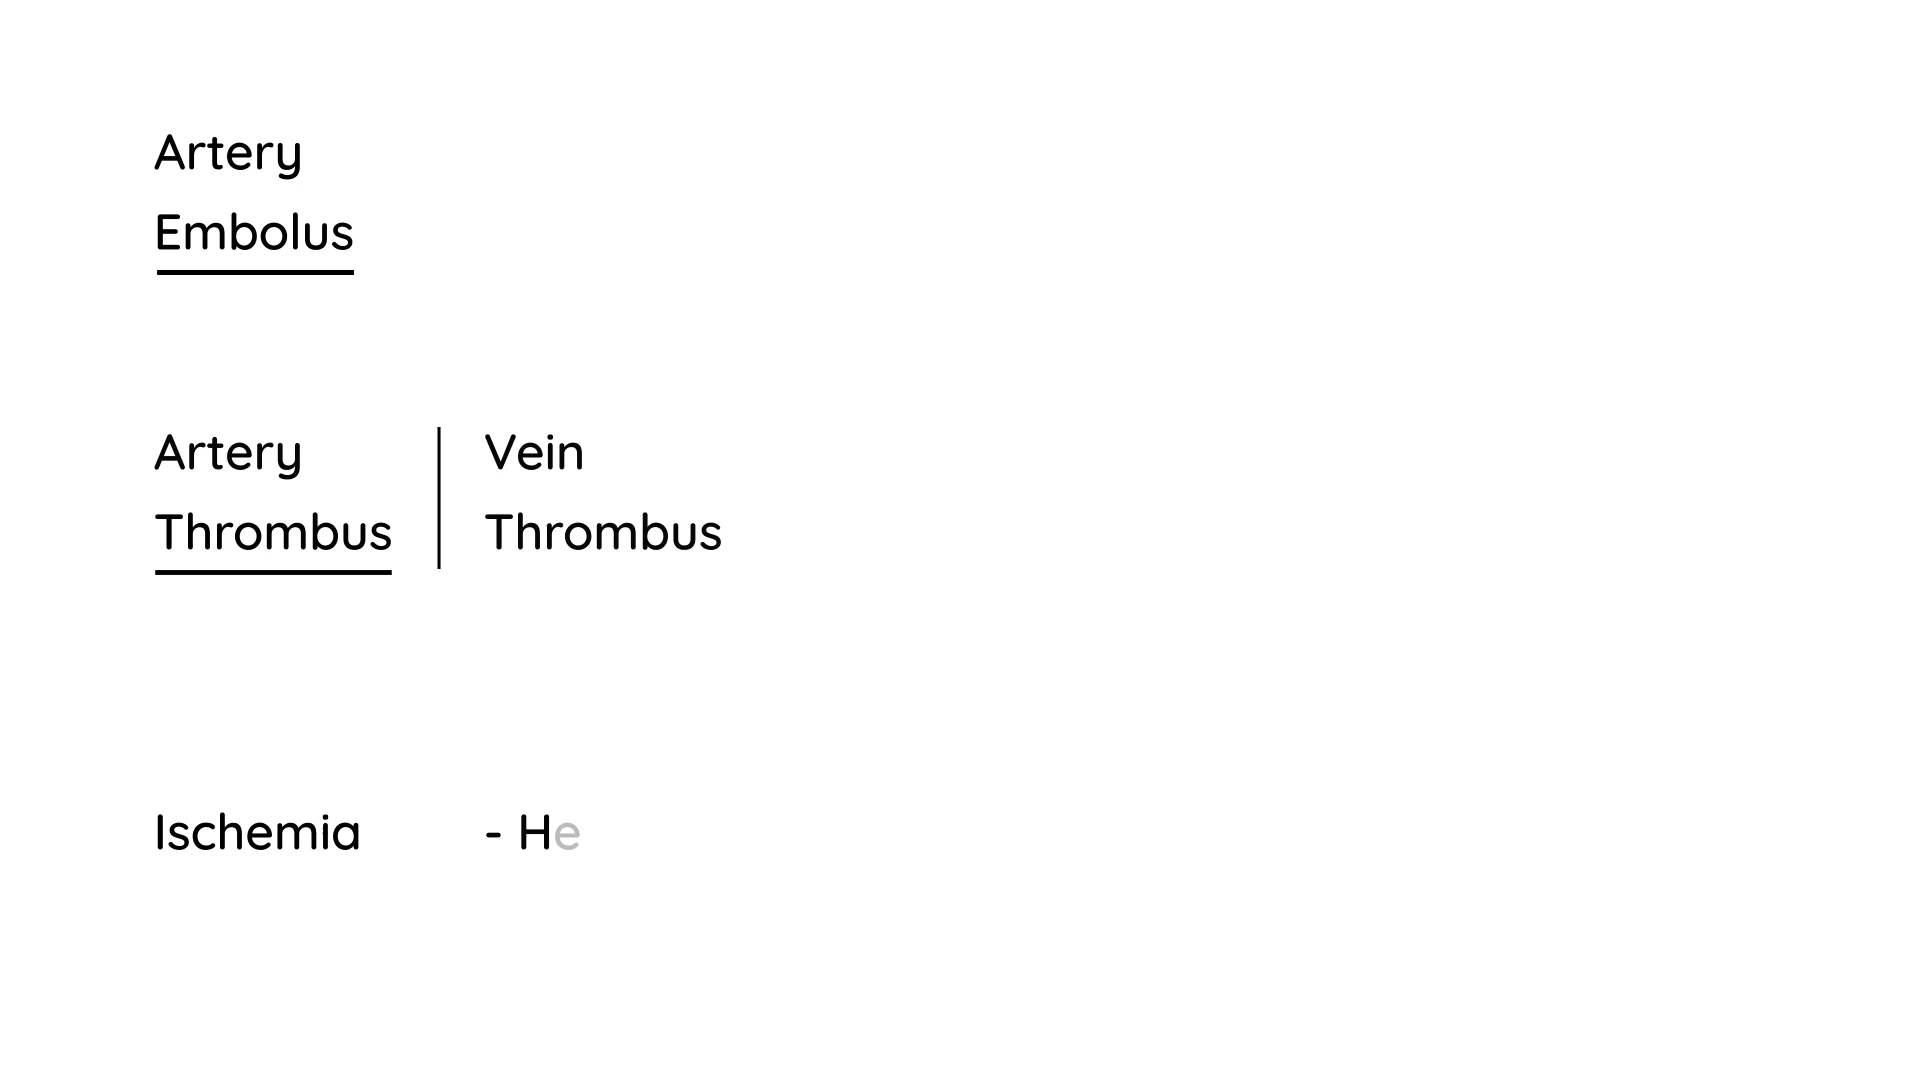 Artery
Embolus
Artery
Thrombus
Vein
Thrombus
Ischemia
- He